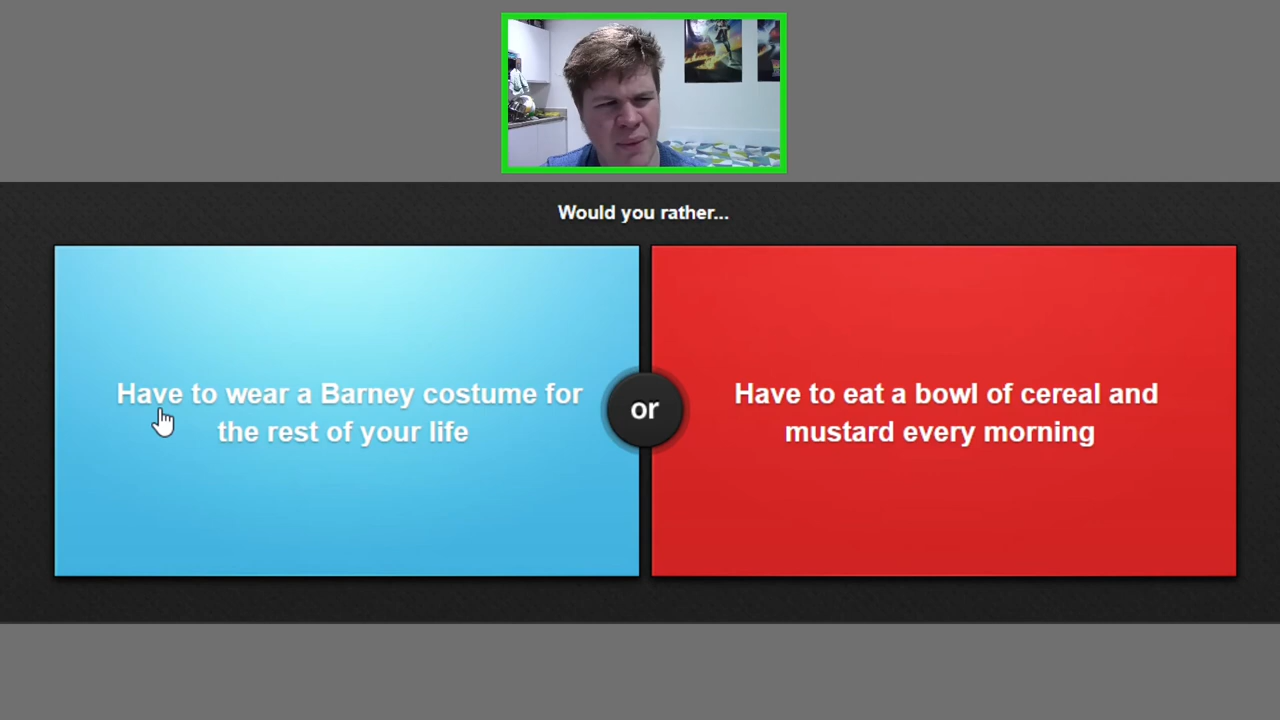 Would you rather...
Have to wear a Barney costume for
the rest of your life
or
Have to eat a bowl of cereal and
mustard every morning